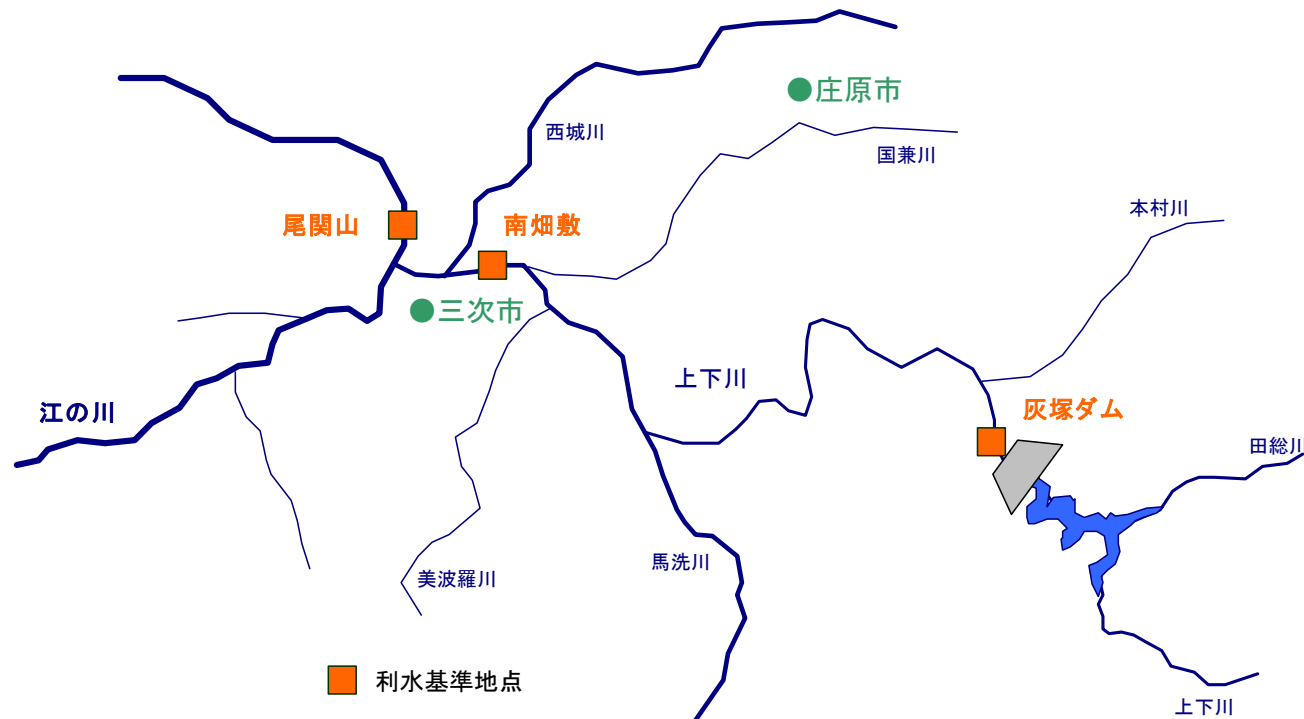 ●庄原市
西城川
国兼川
本村川
尾関山
南畑敷
●三次市
上下川
江の川
灰塚ダム
田総川
馬洗川
美波羅川
利水基準地点
上下川